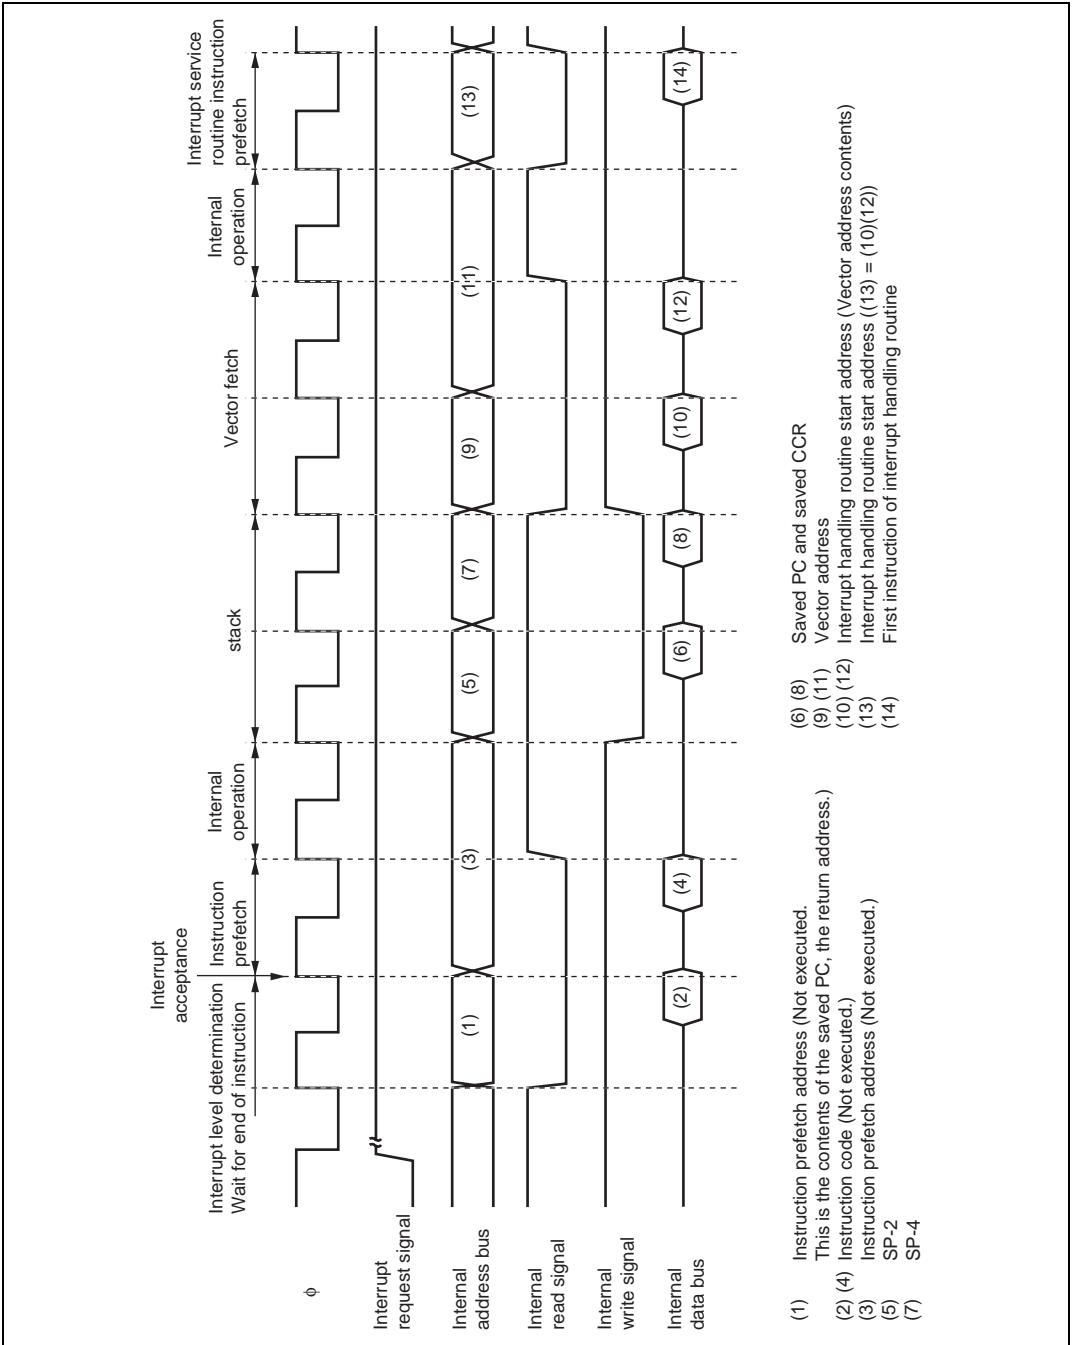 Interrupt
acceptance
Interrupt level determination
Wait for end of instruction
Instruction
prefetch
Internal
operation
stack
Vector fetch
Internal
operation
Interrupt service
routine instruction
prefetch
ϕ
Interrupt
request signal
Internal
address bus
(1)
(3)
(5)
(7)
(9)
(11)
(13)
Internal
read signal
Internal
write signal
Internal
data bus
(2)
(4)
(6)
(8)
(10)
(12)
(14)
(1) Instruction prefetch address (Not executed.
This is the contents of the saved PC, the return address.)
(2) (4) Instruction code (Not executed.)
(3) Instruction prefetch address (Not executed.)
(5) SP-2
(7) SP-4
(6) (8) Saved PC and saved CCR
(9) (11) Vector address
(10) (12) Interrupt handling routine start address (Vector address contents)
(13) Interrupt handling routine start address ((13) = (10)(12))
(14) First instruction of interrupt handling routine